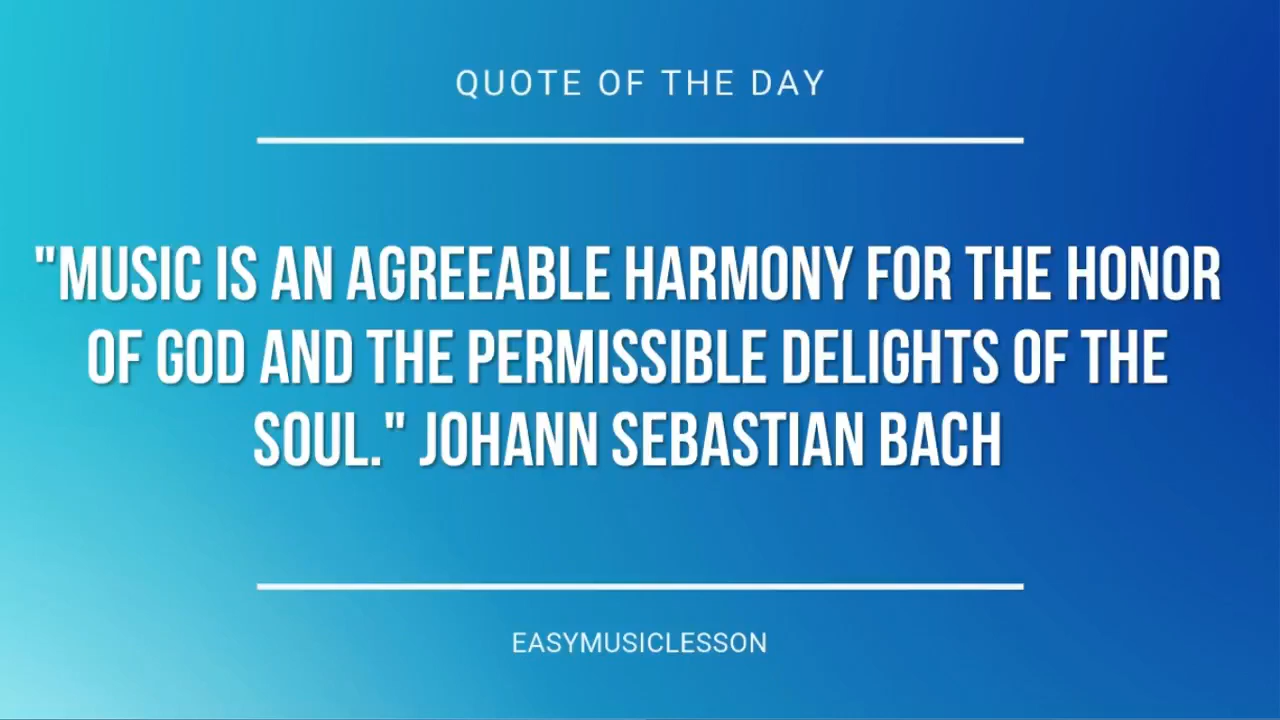 QUOTE OF THE DAY
"MUSIC IS AN AGREEABLE HARMONY FOR THE HONOR
OF GOD AND THE PERMISSIBLE DELIGHTS OF THE
SOUL." JOHANN SEBASTIAN BACH
EASYMUSICLESSON